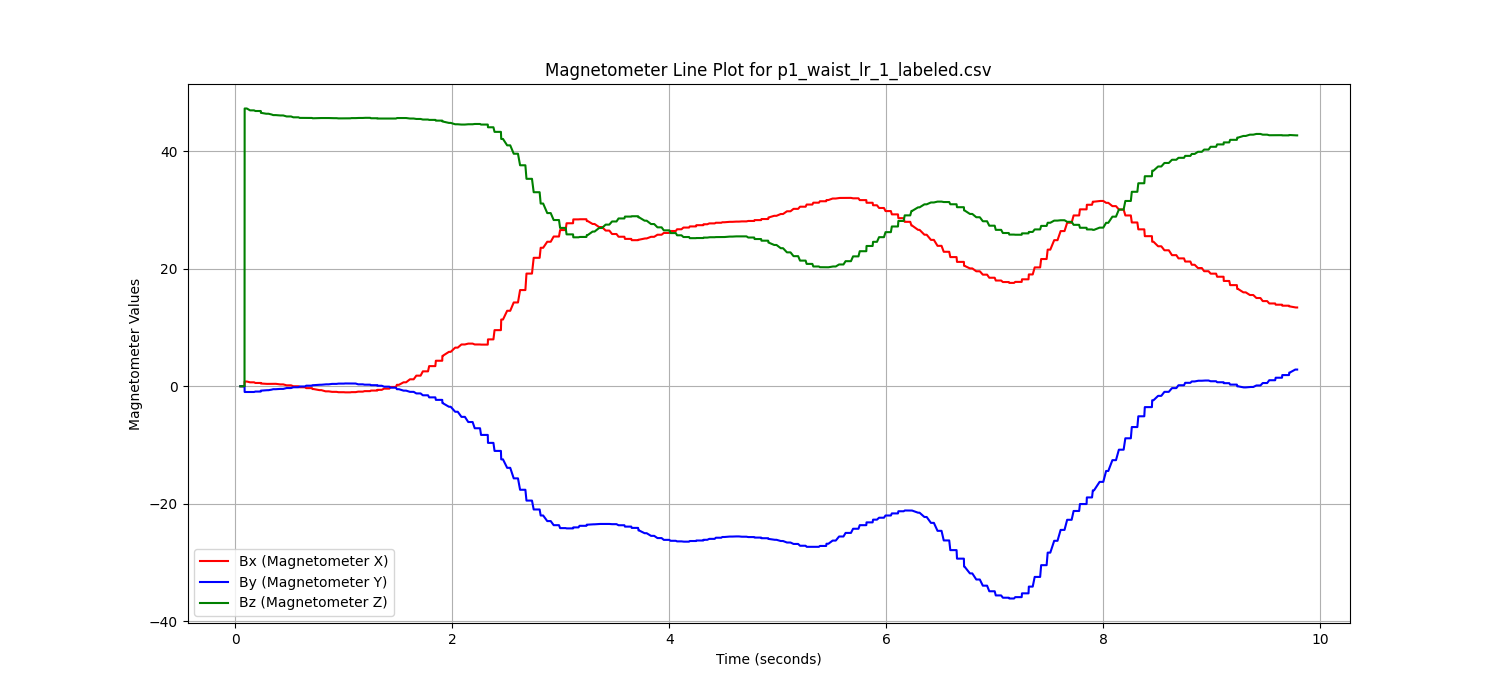 Magnetometer Line Plot for p1_waist_lr_1_labeled.csv
Magnetometer Values
40
20
0
−20
−40
Bx (Magnetometer X)
By (Magnetometer Y)
Bz (Magnetometer Z)
0 2 4 6 8 10
Time (seconds)